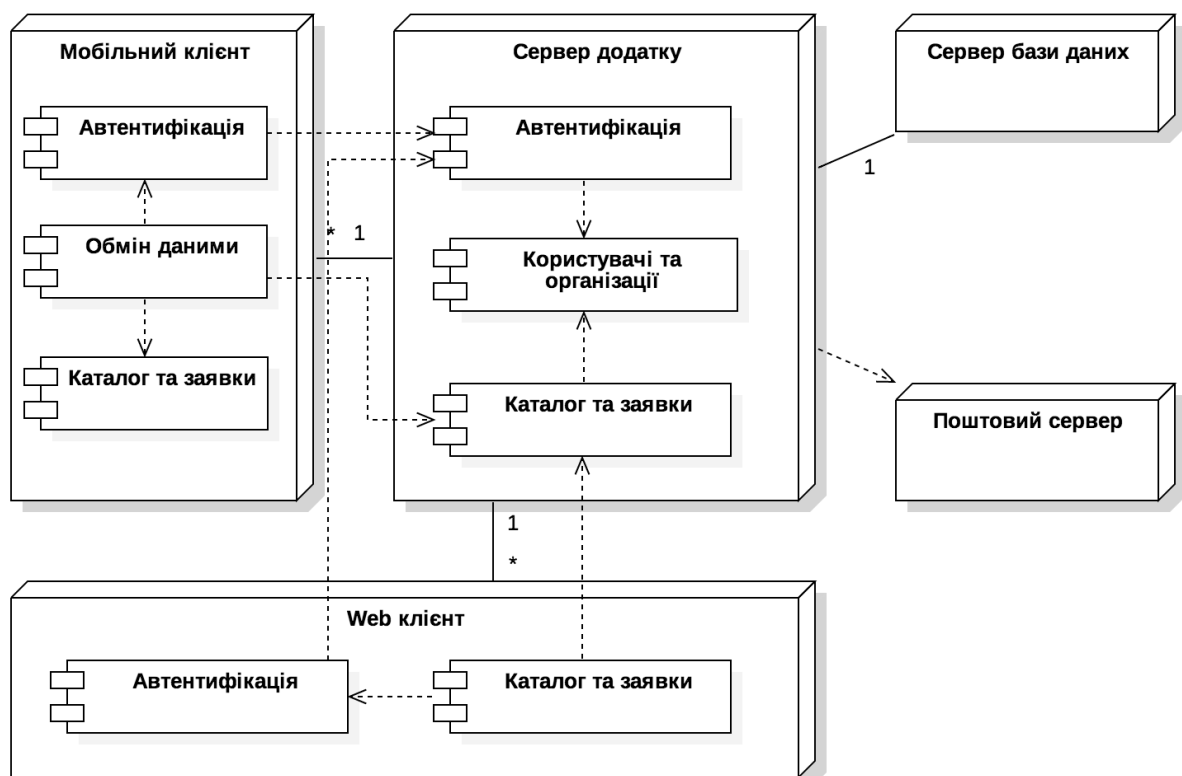 Мобільний клієнт
Автентифікація
Обмін даними
Каталог та заявки
* 1
Сервер додатку
Автентифікація
Користувачі та
організації
Каталог та заявки
Сервер бази даних
1
Поштовий сервер
1
*
Web клієнт
Автентифікація
Каталог та заявки